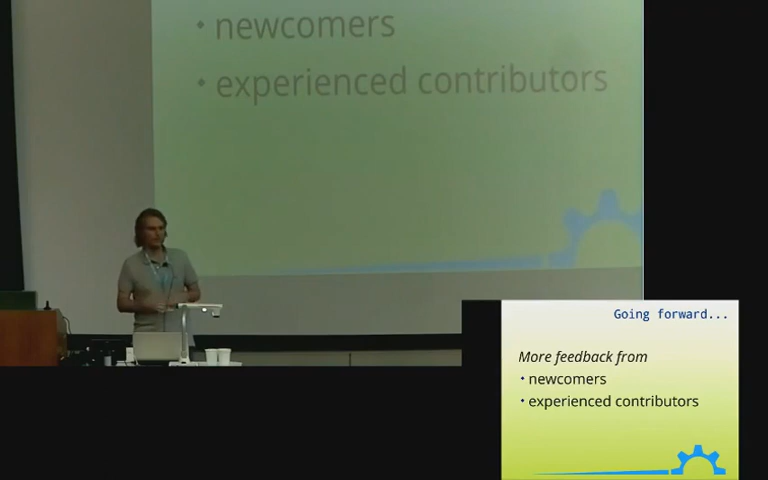 • newcomers
• experienced contributors
Going forward...
More feedback from
• newcomers
• experienced contributors